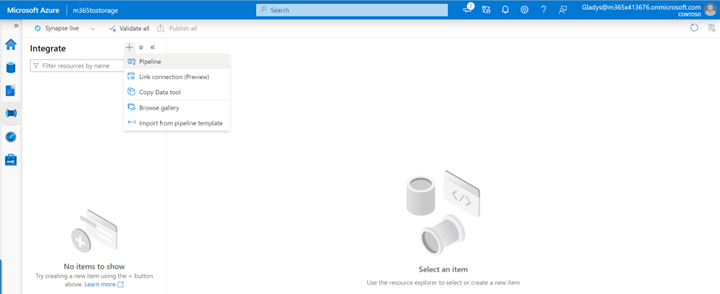 Microsoft Azure | m365tostorage
Search
Gladys@m365x413676.onmicrosoft.com
CONTOSO
Synapse live
Validate all
Publish all
Integrate
Filter resources by name
Pipeline
Link connection (Preview)
Copy Data tool
Browse gallery
Import from pipeline template
No items to show
Try creating a new item using the + button
above. Learn more
Select an item
Use the resource explorer to select or create a new item